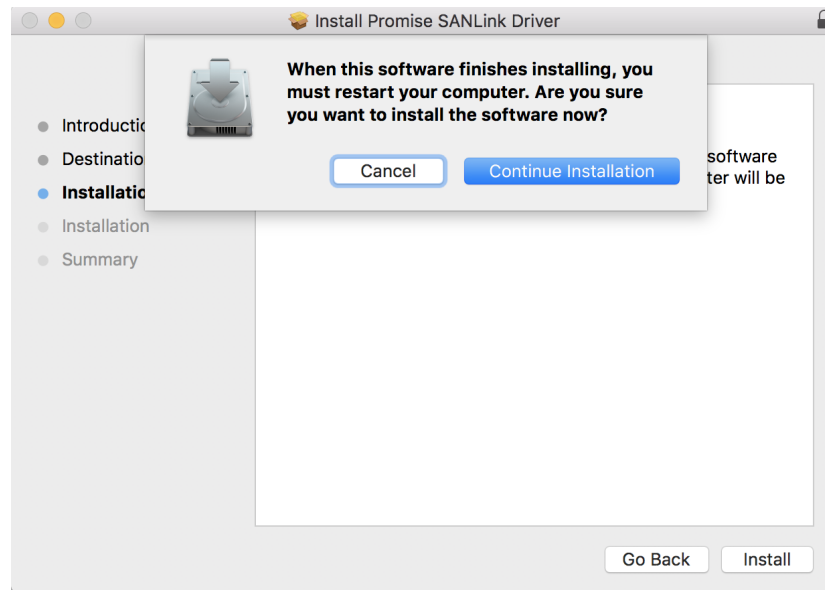 Install Promise SANLink Driver
When this software finishes installing, you
must restart your computer. Are you sure
you want to install the software now?
Cancel
Continue Installation
Introductio
Destinatio
Installatio
Installation
Summary
software
ter will be
Go Back
Install